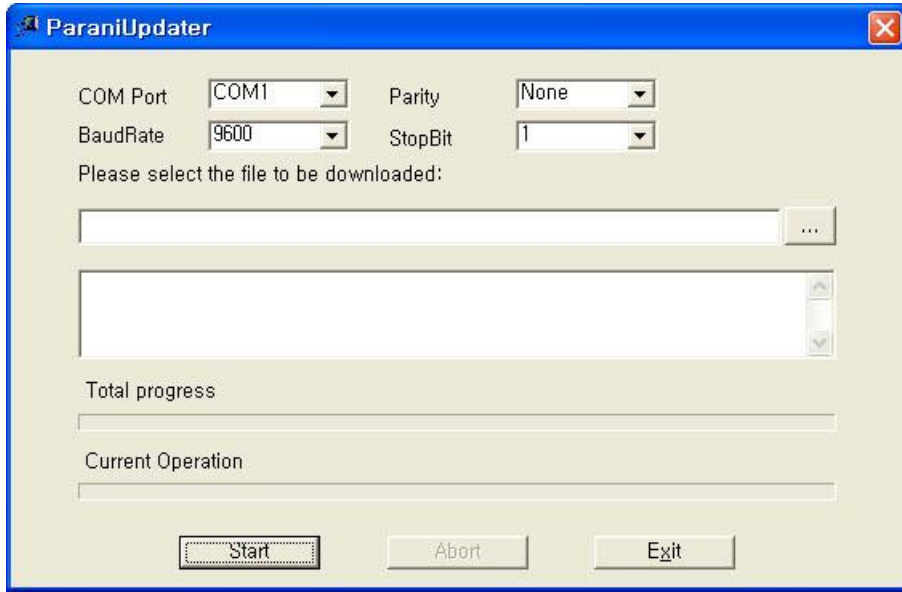 ParaniUpdater
COM Port COM1 Parity None
BaudRate 9600 StopBit 1
Please select the file to be downloaded:
...
Total progress
Current Operation
Start Abort Exit